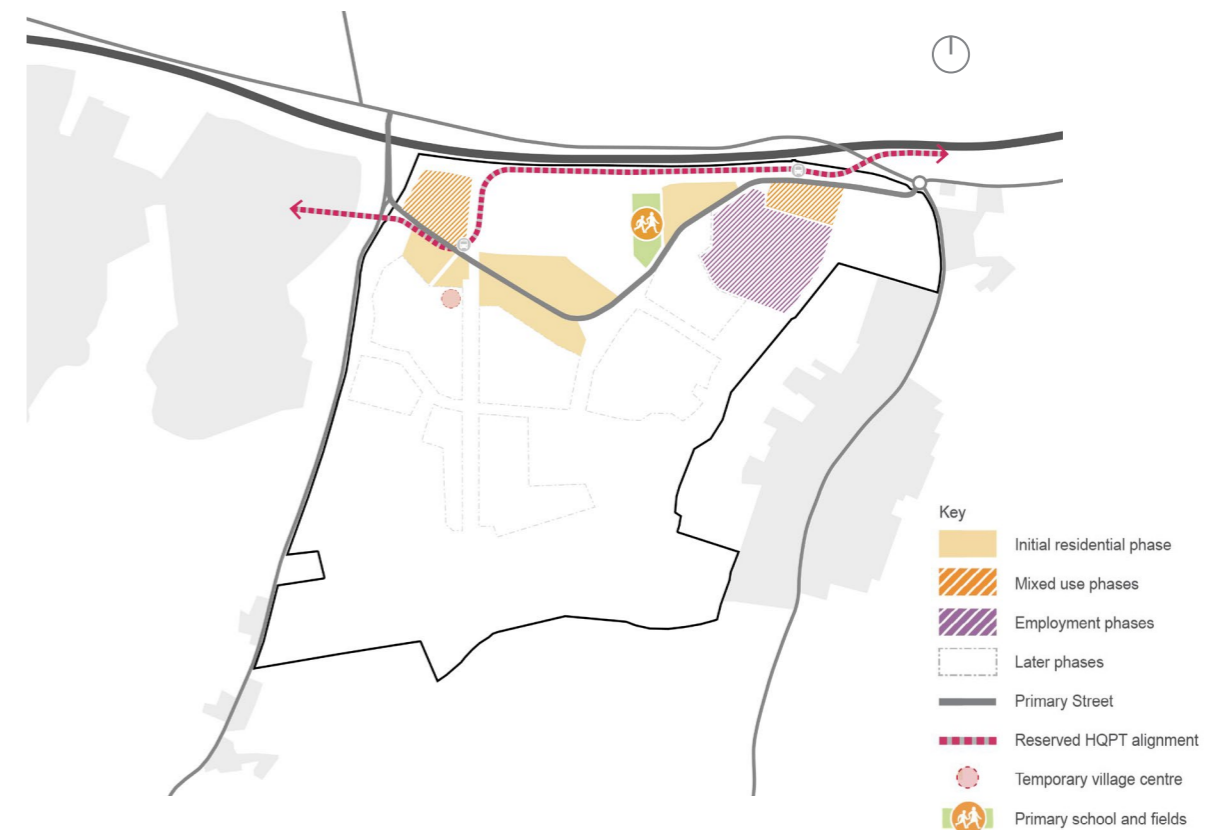 Key
Initial residential phase
Mixed use phases
Employment phases
Later phases
Primary Street
Reserved HQPT alignment
Temporary village centre
Primary school and fields